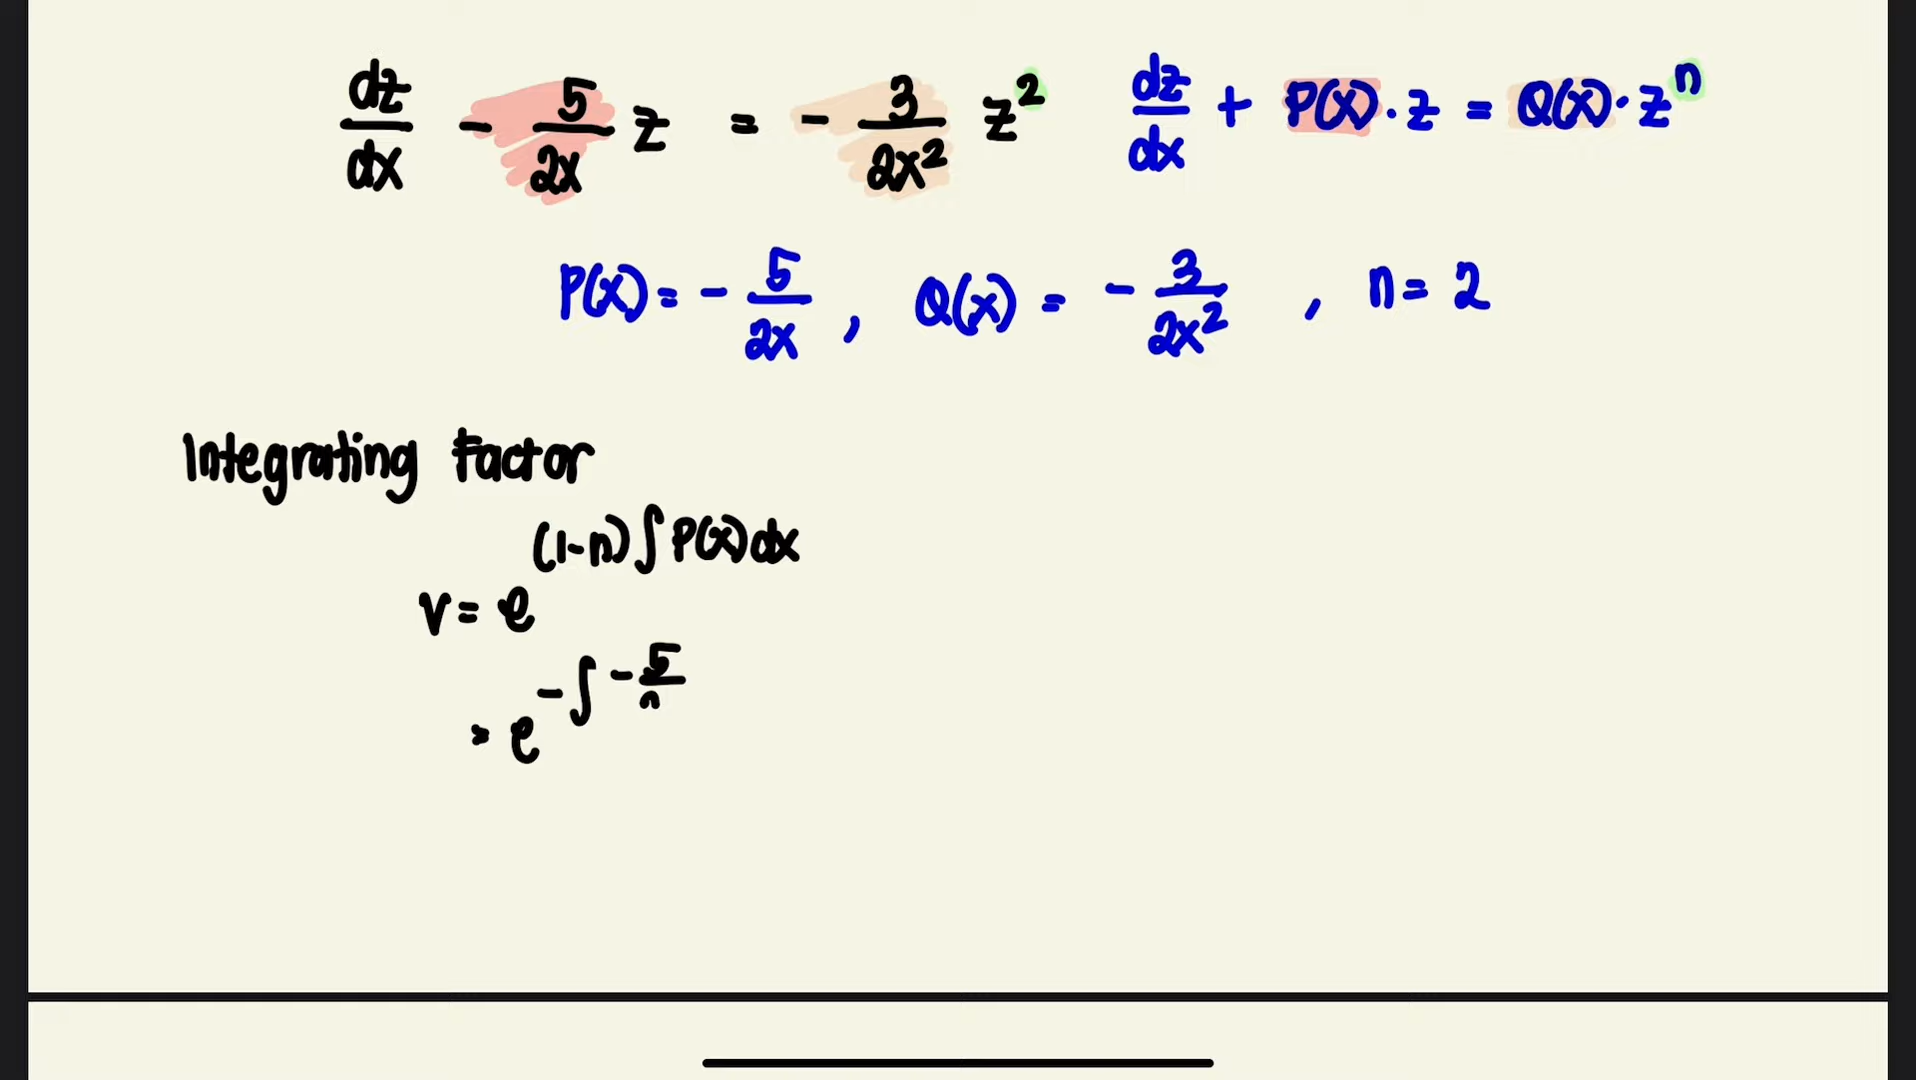 dz/dx - 5/2x z = - 3/2x² z² dz/dx + P(x)·z = Q(x)·zⁿ
P(x) = - 5/2x , Q(x) = - 3/2x² , n = 2
Integrating Factor
v = e^(1-n)∫P(x)dx
= e^-∫-5/